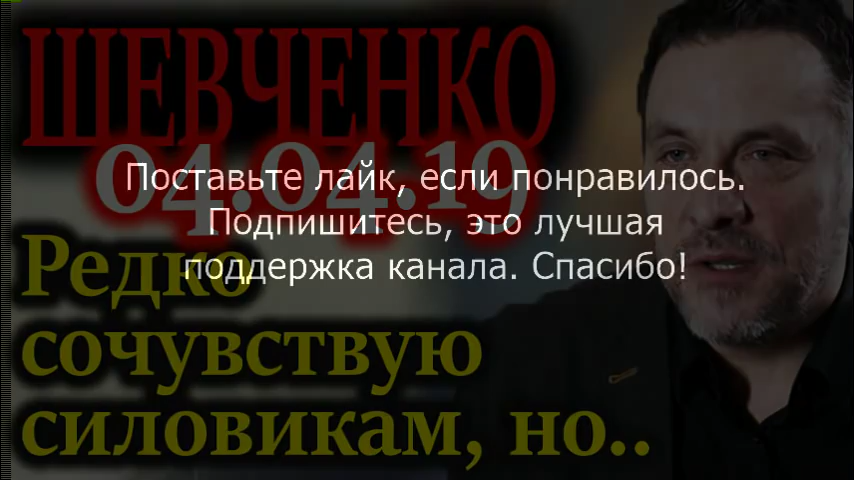 ШЕВЧЕНКО
04.04.19
Поставьте лайк, если понравилось.
Подпишитесь, это лучшая
поддержка канала. Спасибо!
Редко
сочувствую
силовикам, но..